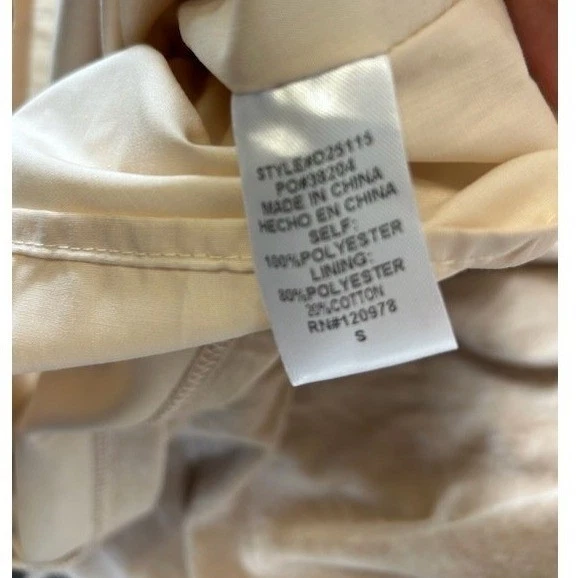 STYLE#O25115
PO#38204
MADE IN CHINA
HECHO EN CHINA
SELF:
100%POLYESTER
LINING:
80%POLYESTER
20%COTTON
RN#120978
S